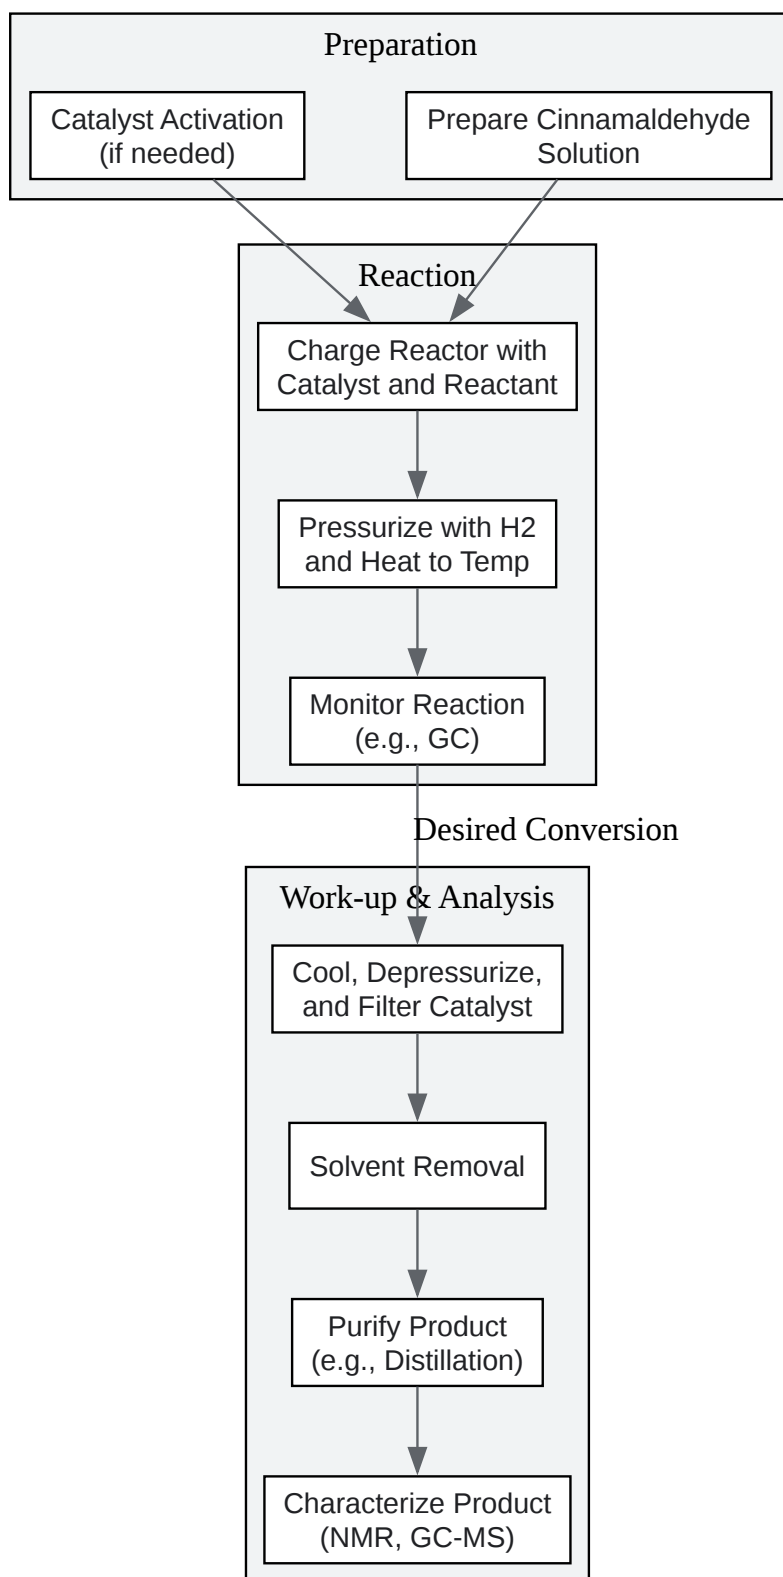 Preparation
Catalyst Activation
(if needed)
Prepare Cinnamaldehyde
Solution
Reaction
Charge Reactor with
Catalyst and Reactant
Pressurize with H2
and Heat to Temp
Monitor Reaction
(e.g., GC)
Desired Conversion
Work-up & Analysis
Cool, Depressurize,
and Filter Catalyst
Solvent Removal
Purify Product
(e.g., Distillation)
Characterize Product
(NMR, GC-MS)